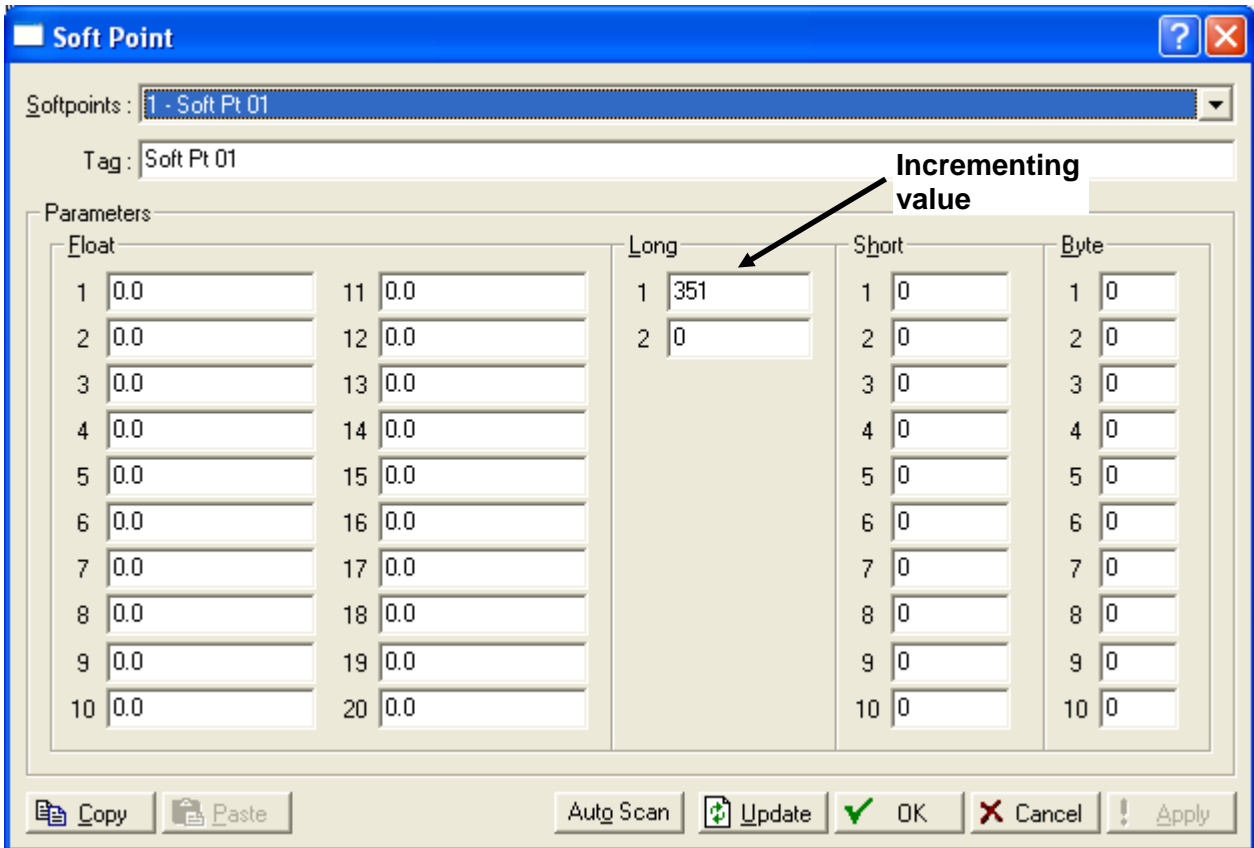 Soft Point
Softpoints : 1 - Soft Pt 01
Tag : Soft Pt 01
Incrementing
value
Parameters
Float Long Short Byte
1 0.0 11 0.0 1 351 1 0 1 0
2 0.0 12 0.0 2 0 2 0 2 0
3 0.0 13 0.0 3 0 3 0
4 0.0 14 0.0 4 0 4 0
5 0.0 15 0.0 5 0 5 0
6 0.0 16 0.0 6 0 6 0
7 0.0 17 0.0 7 0 7 0
8 0.0 18 0.0 8 0 8 0
9 0.0 19 0.0 9 0 9 0
10 0.0 20 0.0 10 0 10 0
Copy Paste Auto Scan Update OK Cancel Apply